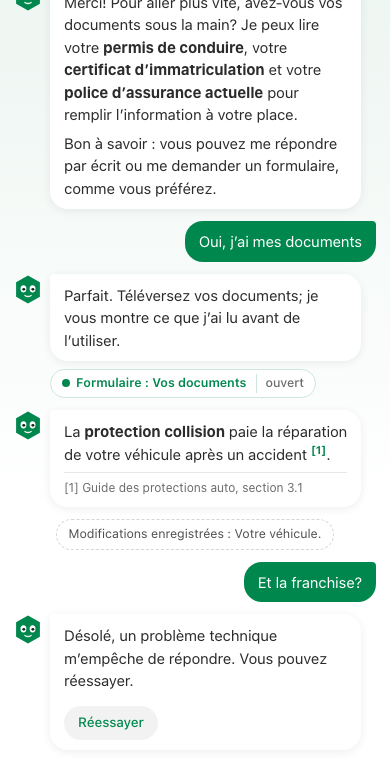 Merci! Pour aller plus vite, avez-vous vos
documents sous la main? Je peux lire
votre permis de conduire, votre
certificat d’immatriculation et votre
police d’assurance actuelle pour
remplir l’information à votre place.
Bon à savoir : vous pouvez me répondre
par écrit ou me demander un formulaire,
comme vous préférez.
Oui, j’ai mes documents
Parfait. Téléversez vos documents; je
vous montre ce que j’ai lu avant de
l’utiliser.
Formulaire : Vos documents ouvert
La protection collision paie la réparation
de votre véhicule après un accident [1].
[1] Guide des protections auto, section 3.1
Modifications enregistrées : Votre véhicule.
Et la franchise?
Désolé, un problème technique
m’empêche de répondre. Vous pouvez
réessayer.
Réessayer